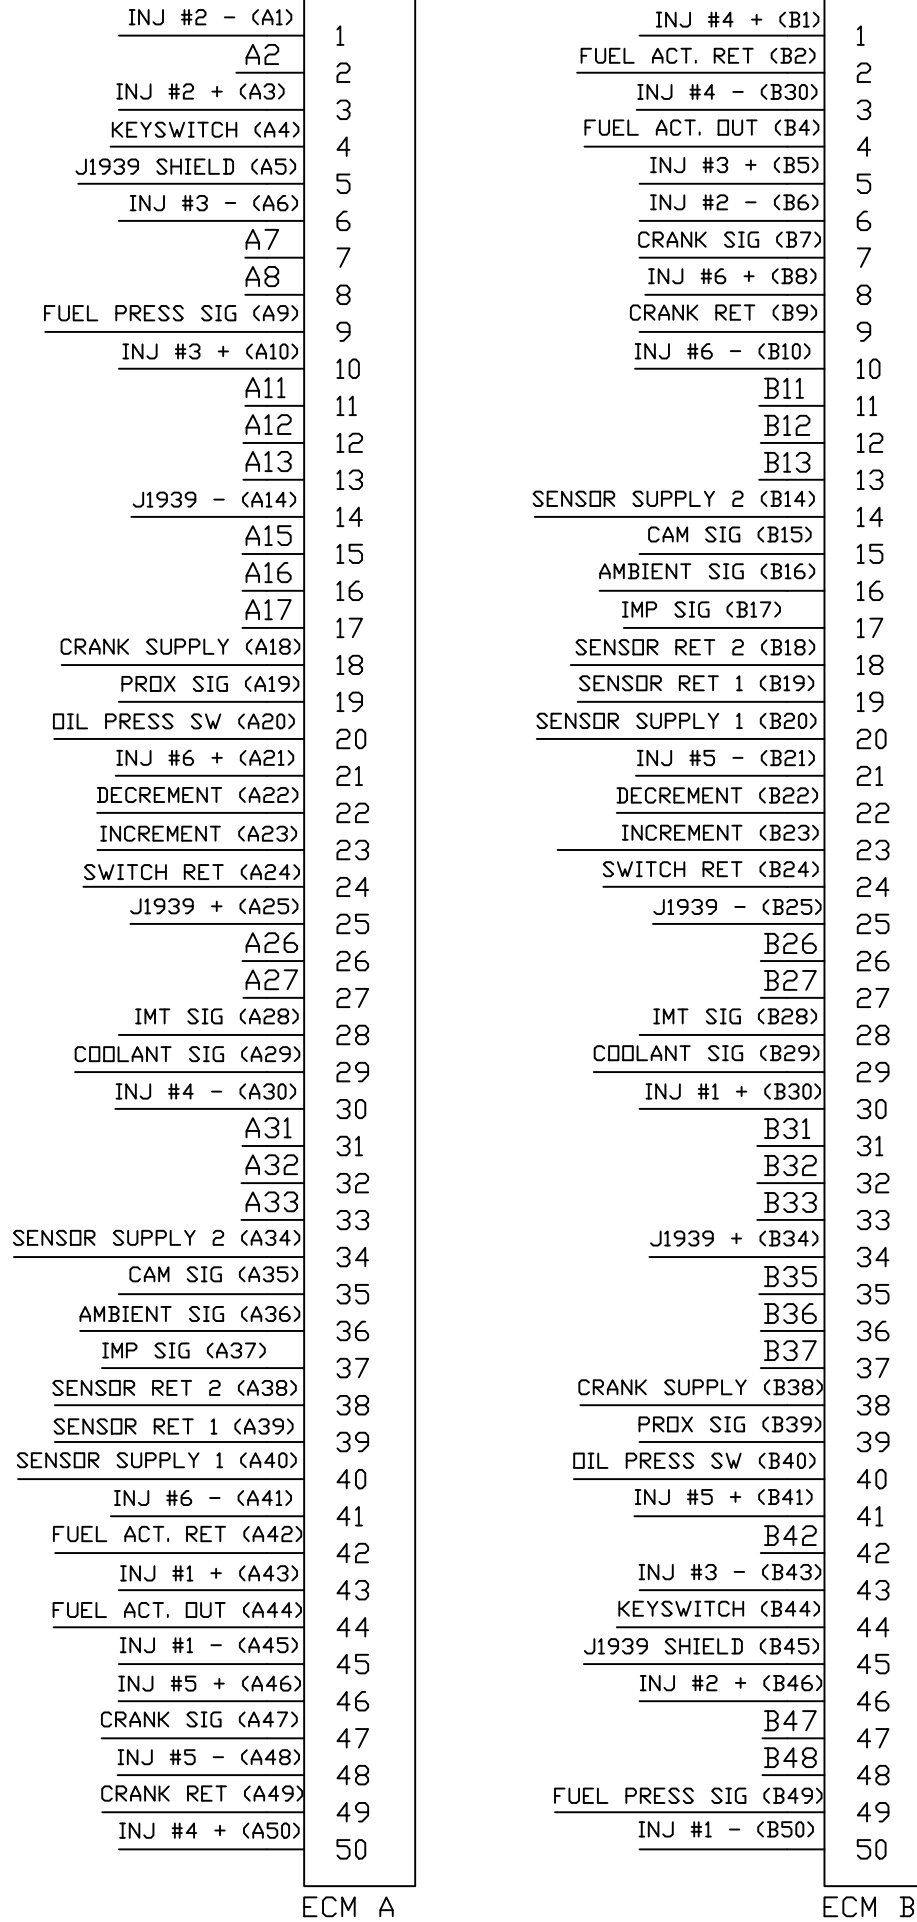 INJ #2 - (A1)
1
A2
2
INJ #2 + (A3)
3
KEYSWITCH (A4)
4
J1939 SHIELD (A5)
5
INJ #3 - (A6)
6
A7
7
A8
8
FUEL PRESS SIG (A9)
9
INJ #3 + (A10)
10
A11
11
A12
12
A13
13
J1939 - (A14)
14
A15
15
A16
16
A17
17
CRANK SUPPLY (A18)
18
PROX SIG (A19)
19
OIL PRESS SW (A20)
20
INJ #6 + (A21)
21
DECREMENT (A22)
22
INCREMENT (A23)
23
SWITCH RET (A24)
24
J1939 + (A25)
25
A26
26
A27
27
IMT SIG (A28)
28
COOLANT SIG (A29)
29
INJ #4 - (A30)
30
A31
31
A32
32
A33
33
SENSOR SUPPLY 2 (A34)
34
CAM SIG (A35)
35
AMBIENT SIG (A36)
36
IMP SIG (A37)
37
SENSOR RET 2 (A38)
38
SENSOR RET 1 (A39)
39
SENSOR SUPPLY 1 (A40)
40
INJ #6 - (A41)
41
FUEL ACT. RET (A42)
42
INJ #1 + (A43)
43
FUEL ACT. OUT (A44)
44
INJ #1 - (A45)
45
INJ #5 + (A46)
46
CRANK SIG (A47)
47
INJ #5 - (A48)
48
CRANK RET (A49)
49
INJ #4 + (A50)
50
ECM A
INJ #4 + (B1)
1
FUEL ACT. RET (B2)
2
INJ #4 - (B30)
3
FUEL ACT. OUT (B4)
4
INJ #3 + (B5)
5
INJ #2 - (B6)
6
CRANK SIG (B7)
7
INJ #6 + (B8)
8
CRANK RET (B9)
9
INJ #6 - (B10)
10
B11
11
B12
12
B13
13
SENSOR SUPPLY 2 (B14)
14
CAM SIG (B15)
15
AMBIENT SIG (B16)
16
IMP SIG (B17)
17
SENSOR RET 2 (B18)
18
SENSOR RET 1 (B19)
19
SENSOR SUPPLY 1 (B20)
20
INJ #5 - (B21)
21
DECREMENT (B22)
22
INCREMENT (B23)
23
SWITCH RET (B24)
24
J1939 - (B25)
25
B26
26
B27
27
IMT SIG (B28)
28
COOLANT SIG (B29)
29
INJ #1 + (B30)
30
B31
31
B32
32
B33
33
J1939 + (B34)
34
B35
35
B36
36
B37
37
CRANK SUPPLY (B38)
38
PROX SIG (B39)
39
OIL PRESS SW (B40)
40
INJ #5 + (B41)
41
B42
42
INJ #3 - (B43)
43
KEYSWITCH (B44)
44
J1939 SHIELD (B45)
45
INJ #2 + (B46)
46
B47
47
B48
48
FUEL PRESS SIG (B49)
49
INJ #1 - (B50)
50
ECM B